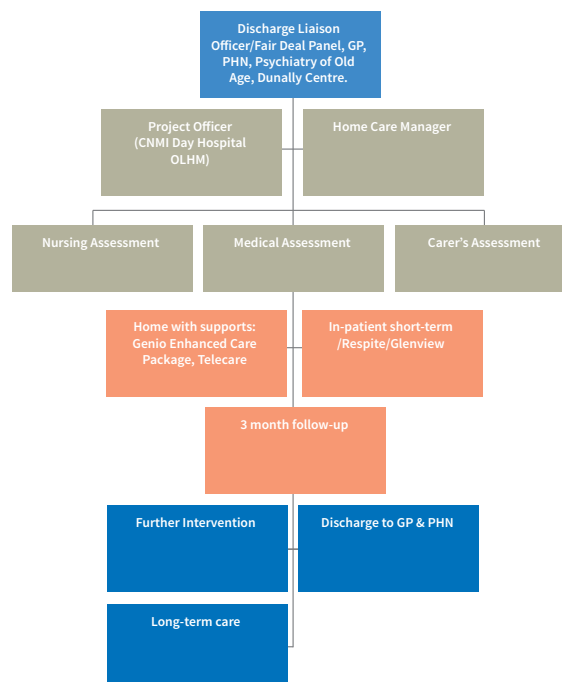 Discharge Liaison
Officer/Fair Deal Panel, GP,
PHN, Psychiatry of Old
Age, Dunally Centre.
Project Officer
(CNMI Day Hospital
OLHM)
Home Care Manager
Nursing Assessment
Medical Assessment
Carer's Assessment
Home with supports:
Genio Enhanced Care
Package, Telecare
In-patient short-term
/Respite/Glenview
3 month follow-up
Further Intervention
Discharge to GP & PHN
Long-term care